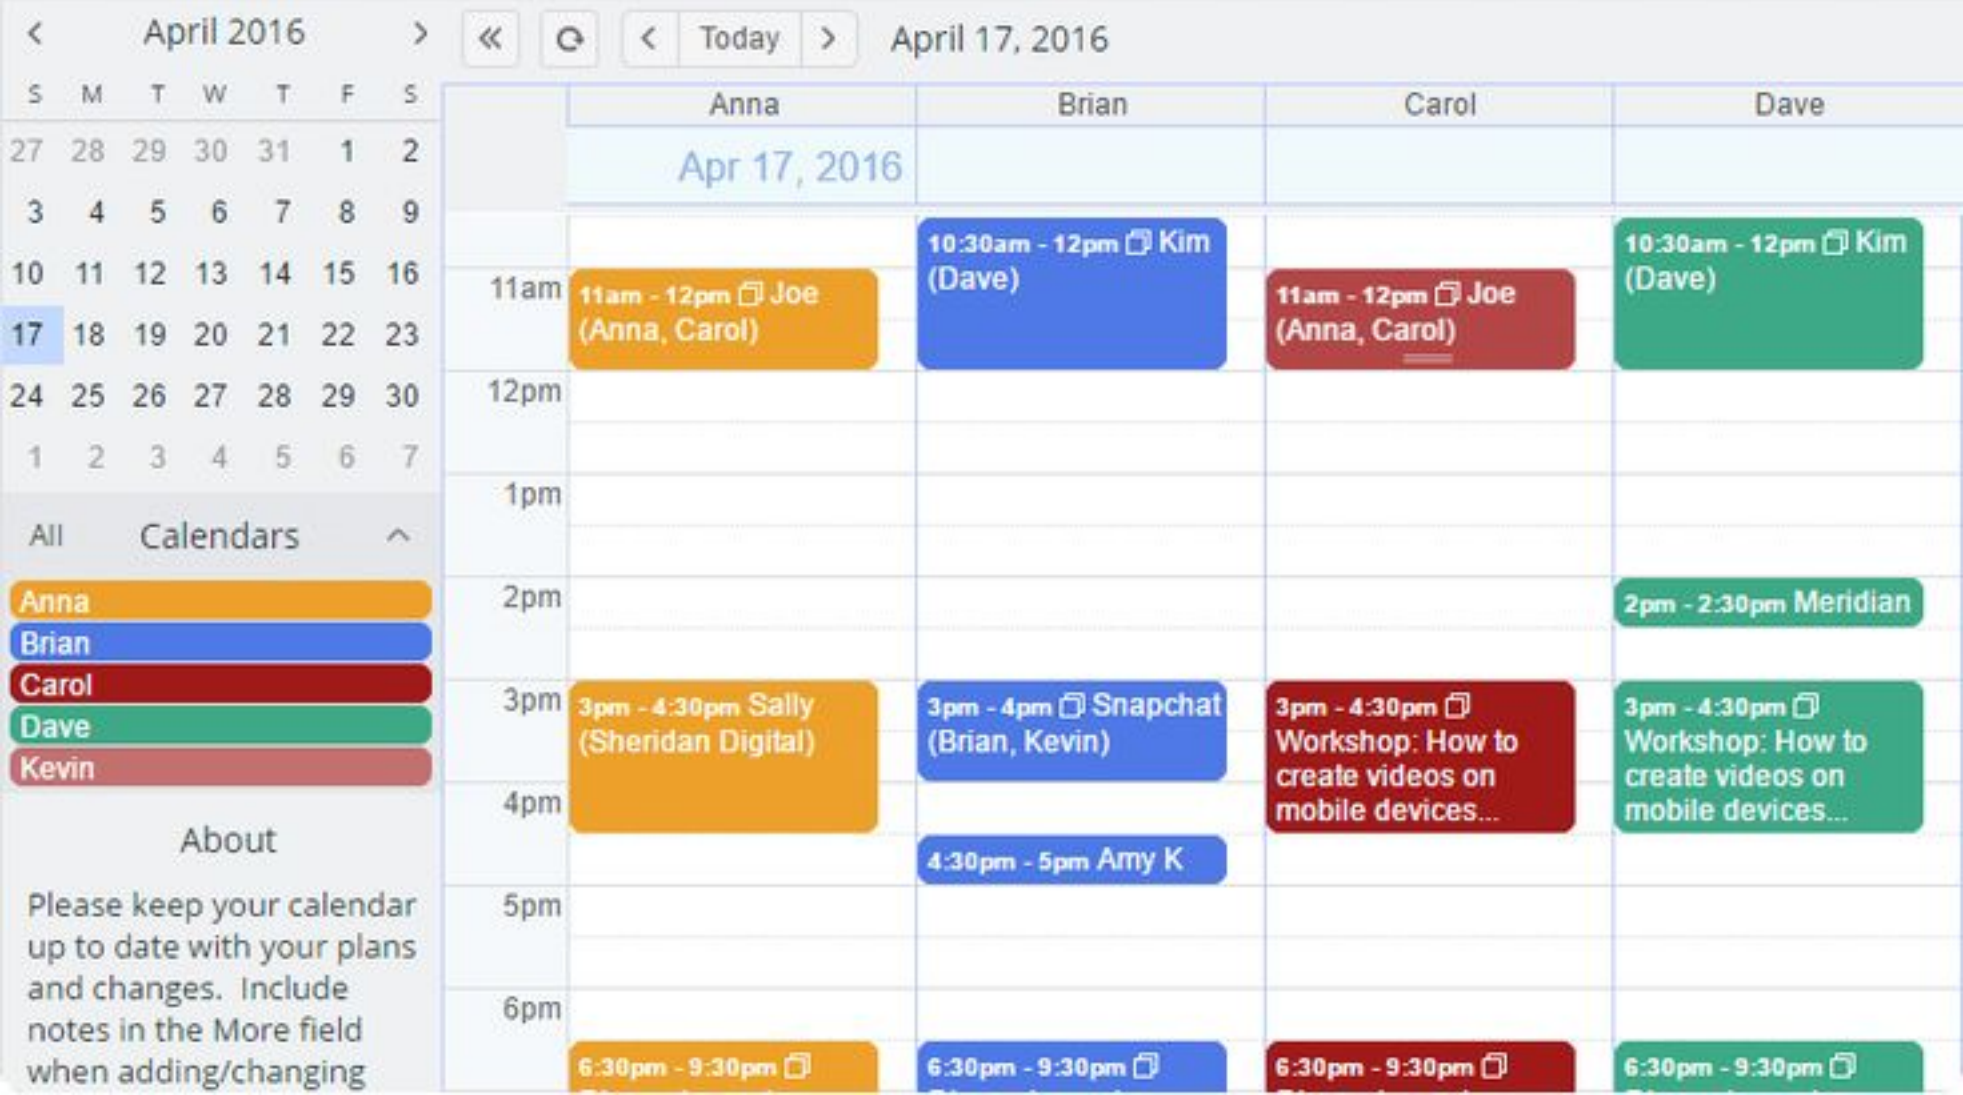 April 2016
S M T W T F S
27 28 29 30 31 1 2
3 4 5 6 7 8 9
10 11 12 13 14 15 16
17 18 19 20 21 22 23
24 25 26 27 28 29 30
1 2 3 4 5 6 7
All Calendars
Anna
Brian
Carol
Dave
Kevin
About
Please keep your calendar
up to date with your plans
and changes. Include
notes in the More field
when adding/changing
Today
April 17, 2016
Anna Brian Carol Dave
Apr 17, 2016
11am
12pm
1pm
2pm
3pm
4pm
5pm
6pm
11am - 12pm Joe
(Anna, Carol)
3pm - 4:30pm Sally
(Sheridan Digital)
6:30pm - 9:30pm
10:30am - 12pm Kim
(Dave)
3pm - 4pm Snapchat
(Brian, Kevin)
4:30pm - 5pm Amy K
6:30pm - 9:30pm
11am - 12pm Joe
(Anna, Carol)
3pm - 4:30pm
Workshop: How to
create videos on
mobile devices...
6:30pm - 9:30pm
10:30am - 12pm Kim
(Dave)
2pm - 2:30pm Meridian
3pm - 4:30pm
Workshop: How to
create videos on
mobile devices...
6:30pm - 9:30pm